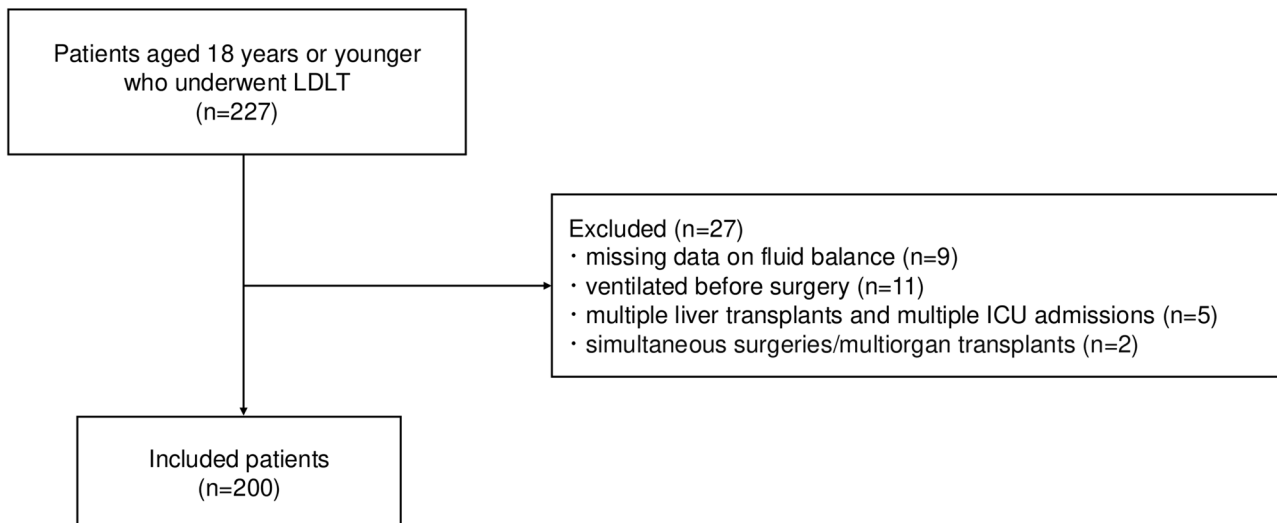 Patients aged 18 years or younger
who underwent LDLT
(n=227)
Excluded (n=27)
・missing data on fluid balance (n=9)
・ventilated before surgery (n=11)
・multiple liver transplants and multiple ICU admissions (n=5)
・simultaneous surgeries/multiorgan transplants (n=2)
Included patients
(n=200)